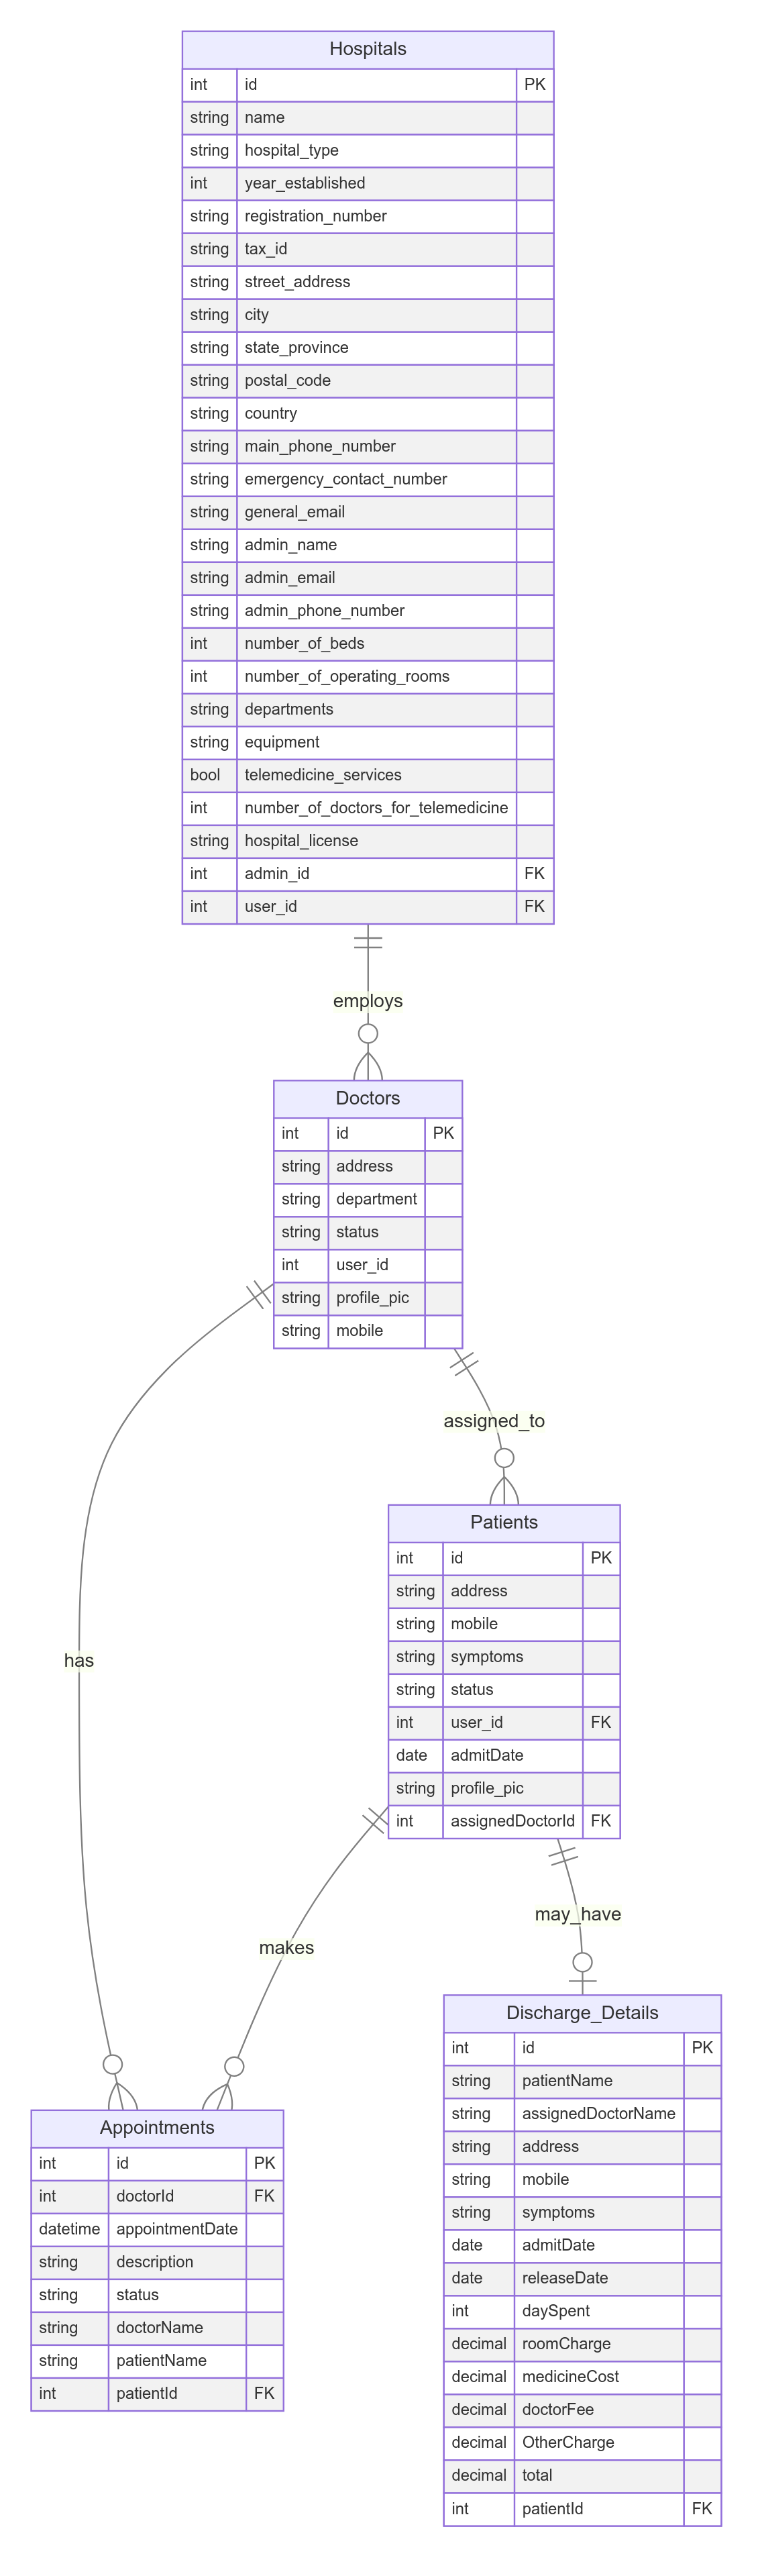 Hospitals
int id PK
string name
string hospital_type
int year_established
string registration_number
string tax_id
string street_address
string city
string state_province
string postal_code
string country
string main_phone_number
string emergency_contact_number
string general_email
string admin_name
string admin_email
string admin_phone_number
int number_of_beds
int number_of_operating_rooms
string departments
string equipment
bool telemedicine_services
int number_of_doctors_for_telemedicine
string hospital_license
int admin_id FK
int user_id FK
employs
Doctors
int id PK
string address
string department
string status
int user_id
string profile_pic
string mobile
assigned_to
has
Patients
int id PK
string address
string mobile
string symptoms
string status
int user_id FK
date admitDate
string profile_pic
int assignedDoctorId FK
makes
may_have
Appointments
int id PK
int doctorId FK
datetime appointmentDate
string description
string status
string doctorName
string patientName
int patientId FK
Discharge_Details
int id PK
string patientName
string assignedDoctorName
string address
string mobile
string symptoms
date admitDate
date releaseDate
int daySpent
decimal roomCharge
decimal medicineCost
decimal doctorFee
decimal OtherCharge
decimal total
int patientId FK